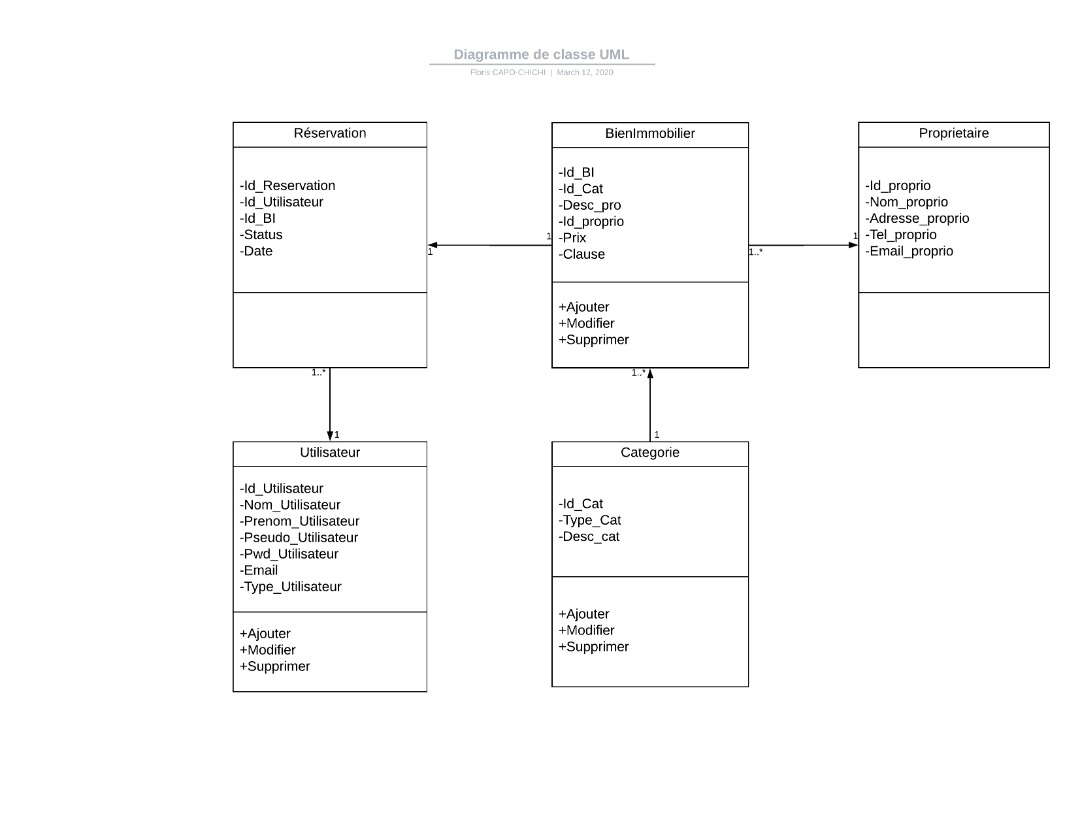 Diagramme de classe UML
Floris CAPO-CHICHI | March 12, 2020
Réservation
-Id_Reservation
-Id_Utilisateur
-Id_BI
-Status
-Date
BienImmobilier
-Id_BI
-Id_Cat
-Desc_pro
-Id_proprio
-Prix
-Clause
+Ajouter
+Modifier
+Supprimer
Proprietaire
-Id_proprio
-Nom_proprio
-Adresse_proprio
-Tel_proprio
-Email_proprio
1
1
1..*
1
1..*
1
1..*
1
Utilisateur
-Id_Utilisateur
-Nom_Utilisateur
-Prenom_Utilisateur
-Pseudo_Utilisateur
-Pwd_Utilisateur
-Email
-Type_Utilisateur
+Ajouter
+Modifier
+Supprimer
Categorie
-Id_Cat
-Type_Cat
-Desc_cat
+Ajouter
+Modifier
+Supprimer